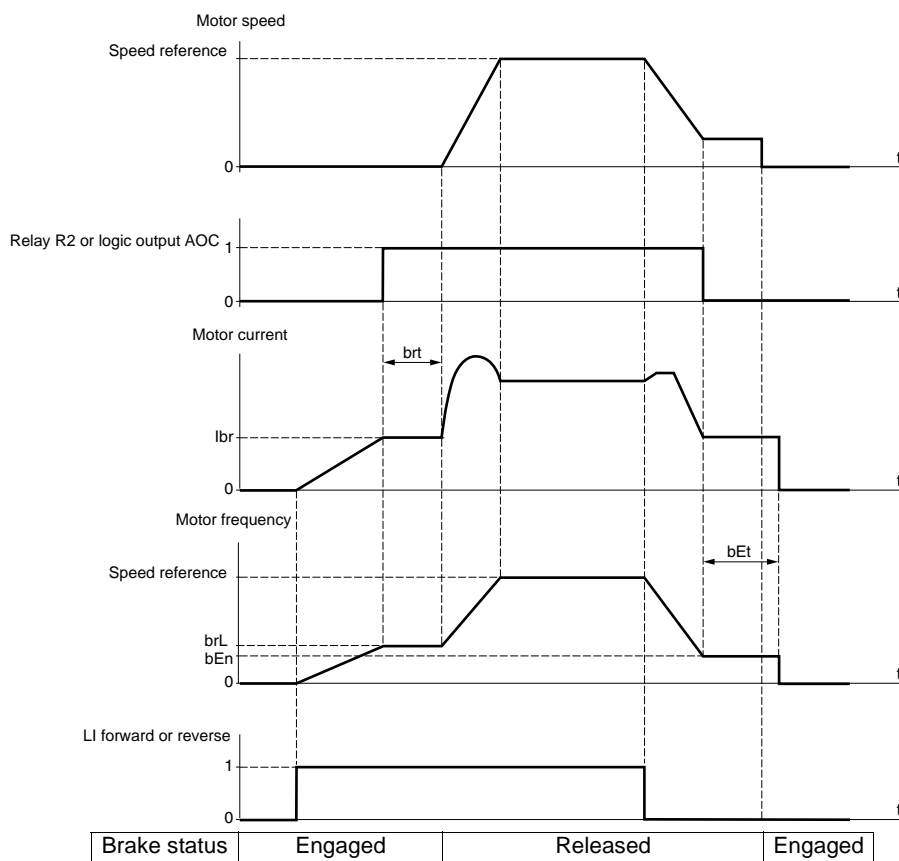 Motor speed
Speed reference
0
t
Relay R2 or logic output AOC
1
0
t
Motor current
brt
Ibr
0
t
Motor frequency
bEt
Speed reference
brL
bEn
0
t
LI forward or reverse
1
0
t
Brake status Engaged Released Engaged